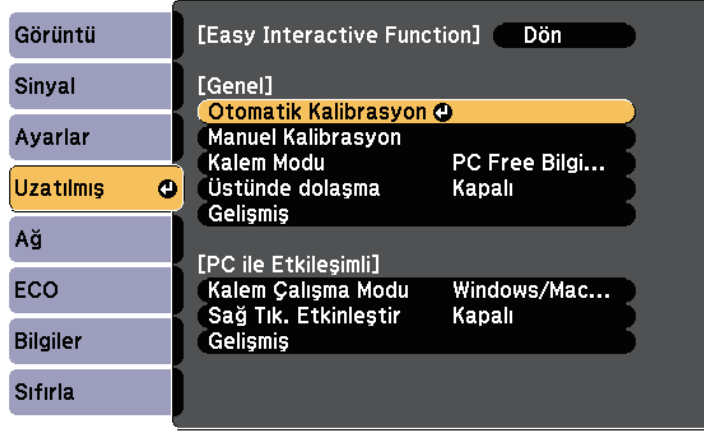 Görüntü
Sinyal
Ayarlar
Uzatılmış
Ağ
ECO
Bilgiler
Sıfırla
[Easy Interactive Function] Dön
[Genel]
Otomatik Kalibrasyon
Manuel Kalibrasyon
Kalem Modu PC Free Bilgi...
Üstünde dolaşma Kapalı
Gelişmiş
[PC ile Etkileşimli]
Kalem Çalışma Modu Windows/Mac...
Sağ Tık. Etkinleştir Kapalı
Gelişmiş